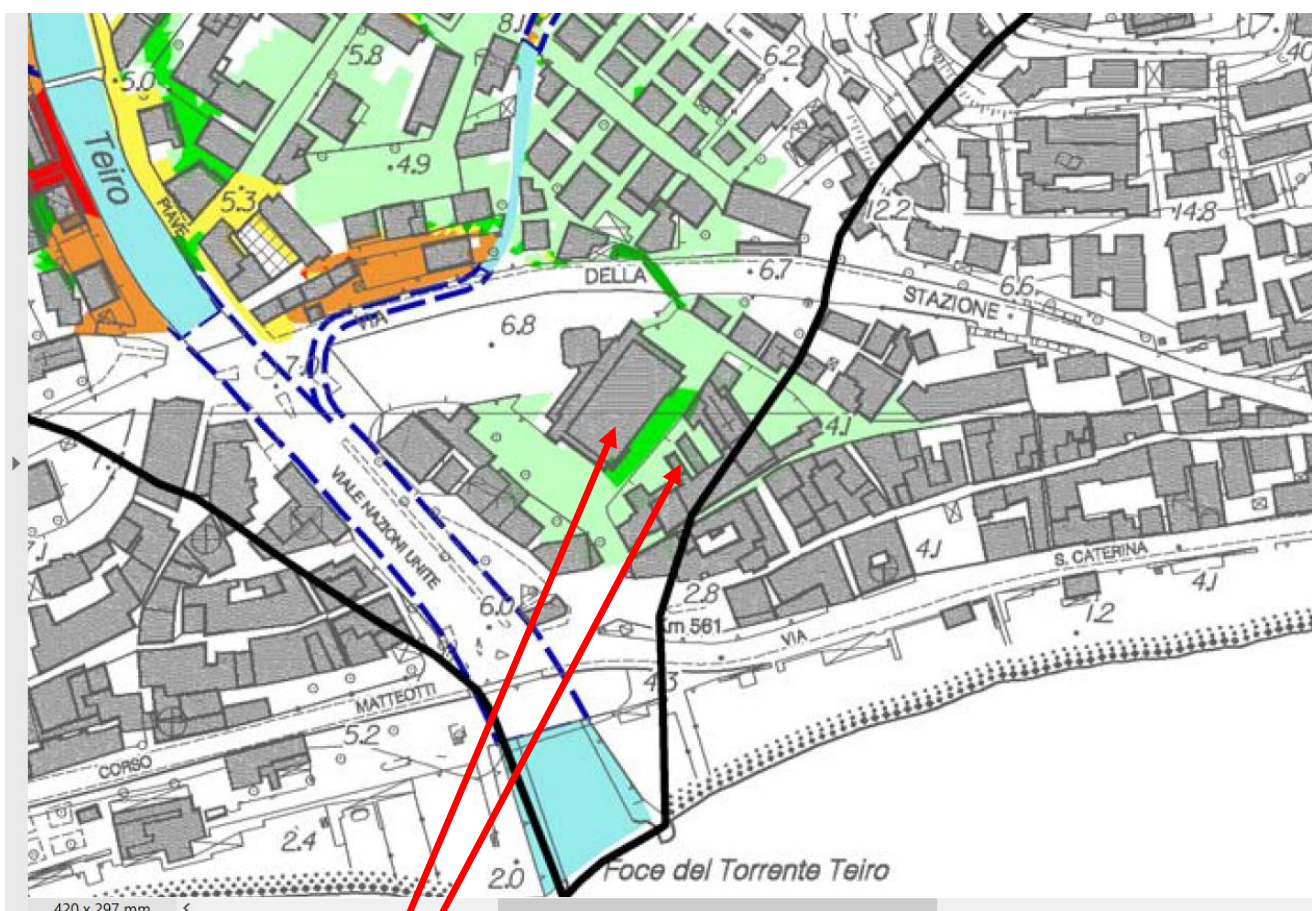 8.1
5.8
6.2
5.0
Teiro
4.9
PIAVE
5.3
12.2
14.8
DELLA
6.7
6.6
STAZIONE
VIA
6.8
7.0
4.1
VIALE NAZIONI UNITE
4.1
S. CATERINA
4.1
2.8
6.0
1.2
Km 561
VIA
4.3
MATTEOTTI
5.2
CORSO
2.4
2.0
Foce del Torrente Teiro
420 x 297 mm
<